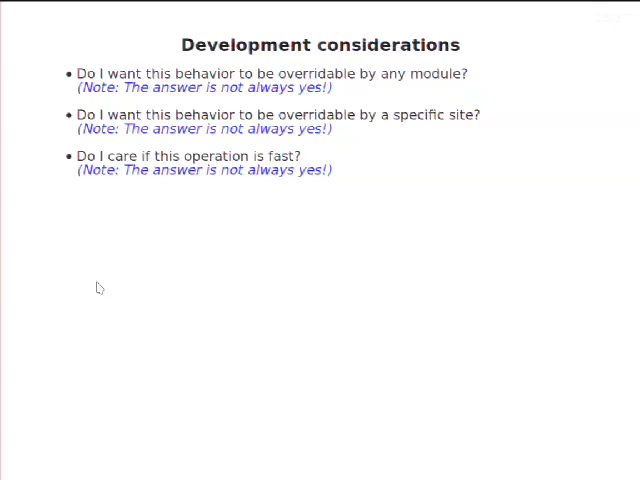 Development considerations
• Do I want this behavior to be overridable by any module?
(Note: The answer is not always yes!)
• Do I want this behavior to be overridable by a specific site?
(Note: The answer is not always yes!)
• Do I care if this operation is fast?
(Note: The answer is not always yes!)